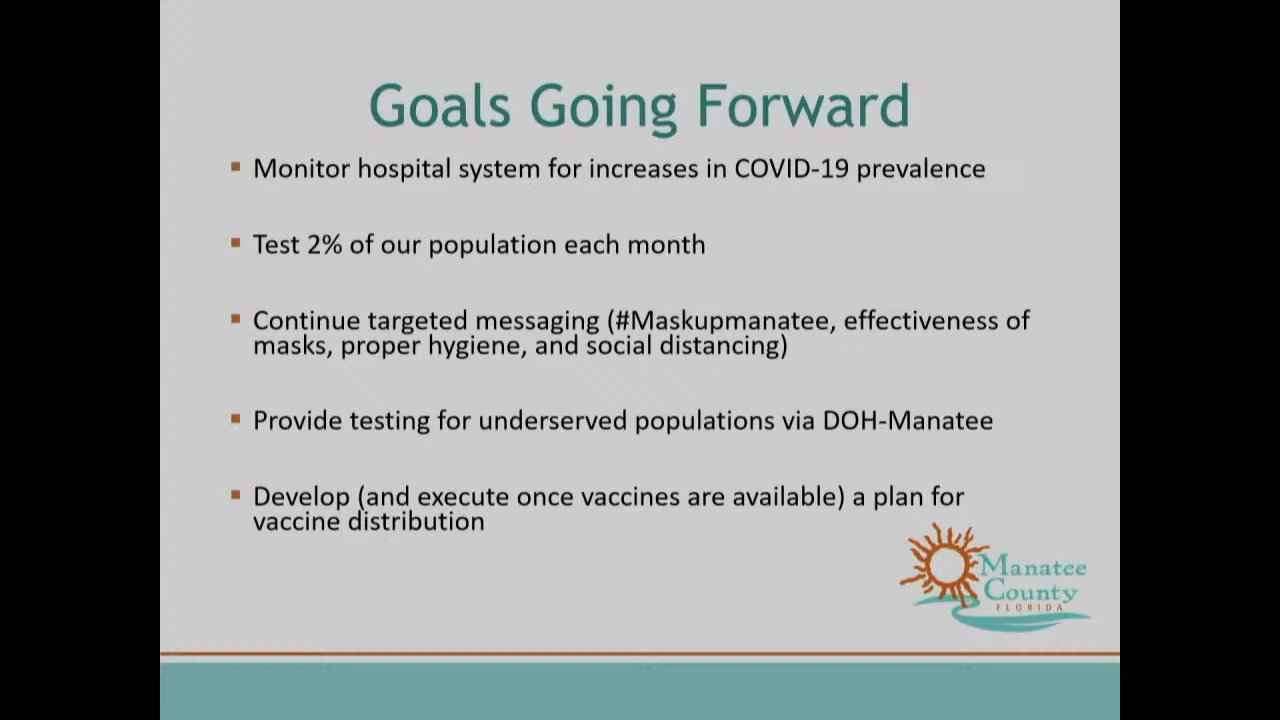 Goals Going Forward
Monitor hospital system for increases in COVID-19 prevalence
Test 2% of our population each month
Continue targeted messaging (#Maskupmanatee, effectiveness of
masks, proper hygiene, and social distancing)
Provide testing for underserved populations via DOH-Manatee
Develop (and execute once vaccines are available) a plan for
vaccine distribution
Manatee
County
FLORIDA